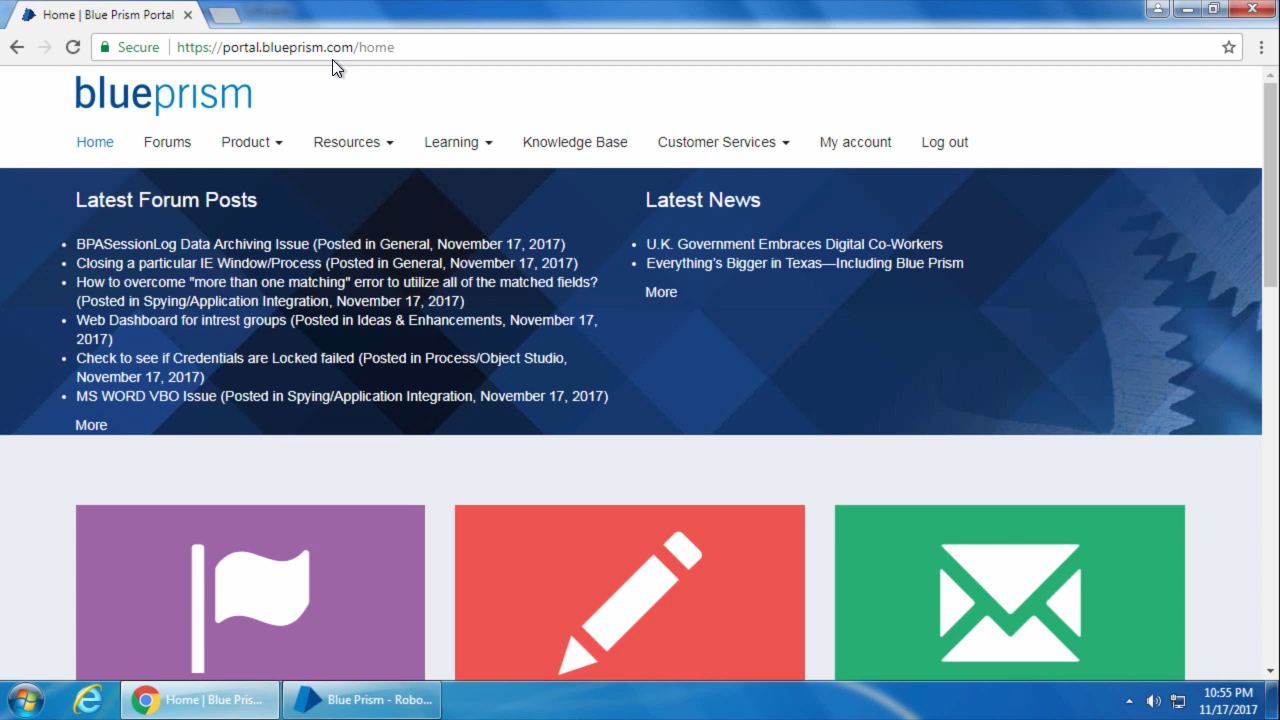 Home | Blue Prism Portal
Secure
https://portal.blueprism.com/home
blueprism
Home Forums Product Resources Learning Knowledge Base Customer Services My account Log out
Latest Forum Posts
BPASessionLog Data Archiving Issue (Posted in General, November 17, 2017)
Closing a particular IE Window/Process (Posted in General, November 17, 2017)
How to overcome "more than one matching" error to utilize all of the matched fields?
(Posted in Spying/Application Integration, November 17, 2017)
Web Dashboard for intrest groups (Posted in Ideas & Enhancements, November 17,
2017)
Check to see if Credentials are Locked failed (Posted in Process/Object Studio,
November 17, 2017)
MS WORD VBO Issue (Posted in Spying/Application Integration, November 17, 2017)
More
Latest News
U.K. Government Embraces Digital Co-Workers
Everything's Bigger in Texas—Including Blue Prism
More
Home | Blue Pris...
Blue Prism - Robo...
10:55 PM
11/17/2017